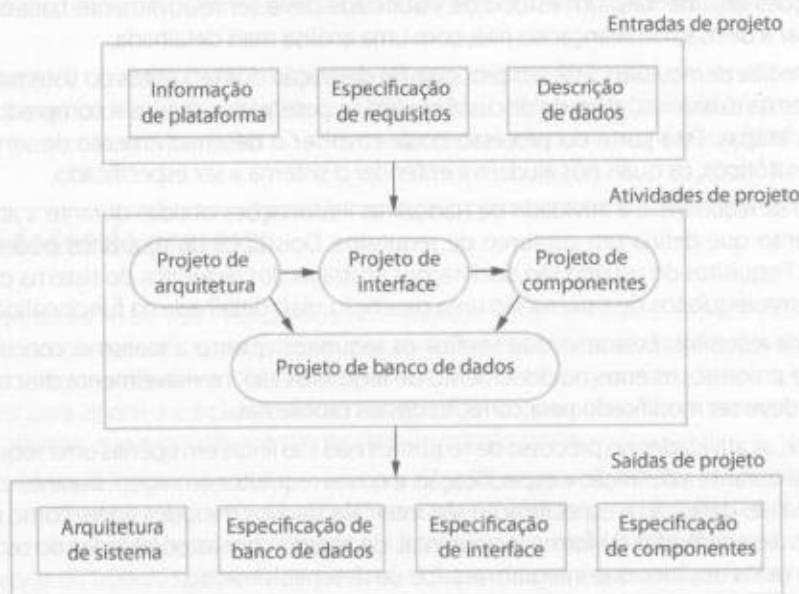 Entradas de projeto
Informação
de plataforma
Especificação
de requisitos
Descrição
de dados
Atividades de projeto
Projeto de
arquitetura
Projeto de
interface
Projeto de
componentes
Projeto de banco de dados
Saídas de projeto
Arquitetura
de sistema
Especificação de
banco de dados
Especificação
de interface
Especificação
de componentes